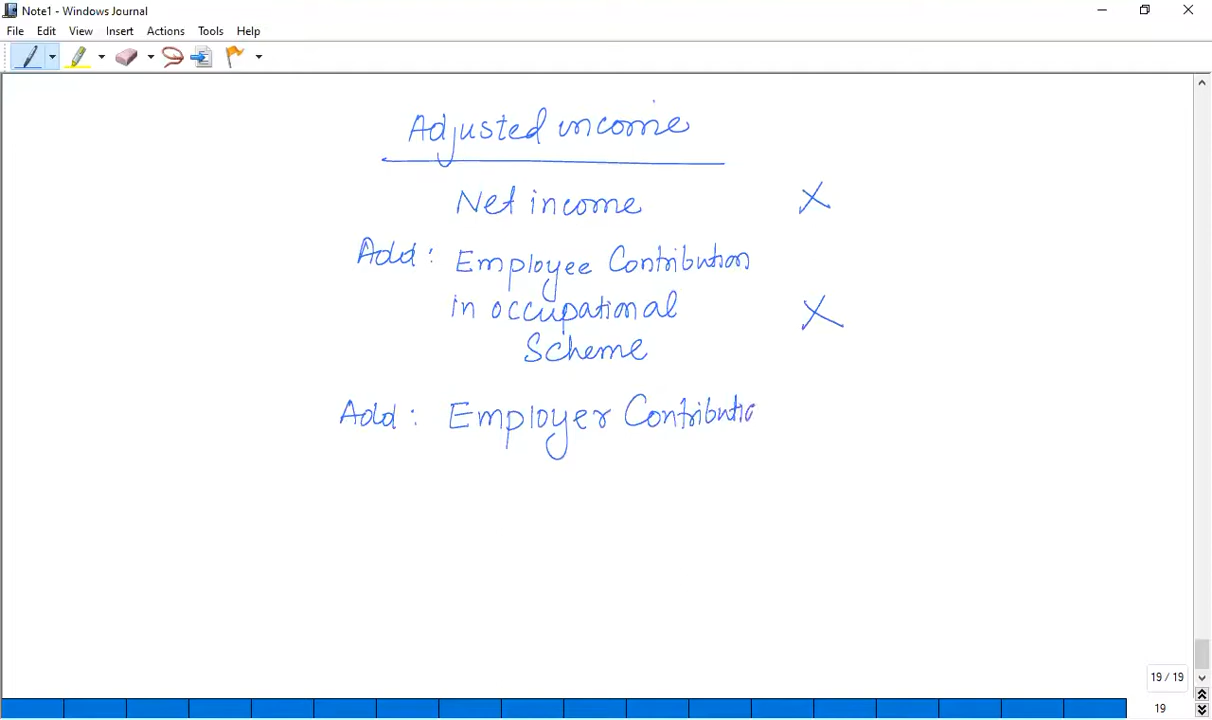 Note1 - Windows Journal
File Edit View Insert Actions Tools Help
Adjusted income
Net income X
Add: Employee Contribution
in occupational X
Scheme
Add: Employer Contributio
19 / 19
19